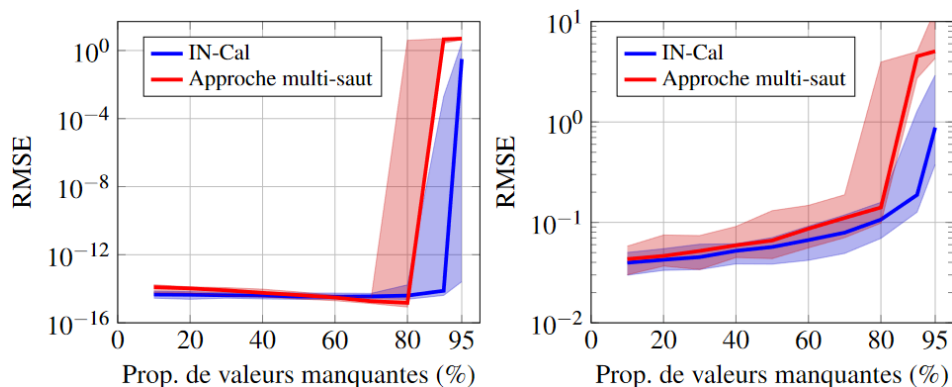 10^0
10^-4
10^-8
10^-12
10^-16
RMSE
IN-Cal
Approche multi-saut
0 20 40 60 80 95
Prop. de valeurs manquantes (%)
10^1
10^0
10^-1
10^-2
RMSE
IN-Cal
Approche multi-saut
0 20 40 60 80 95
Prop. de valeurs manquantes (%)